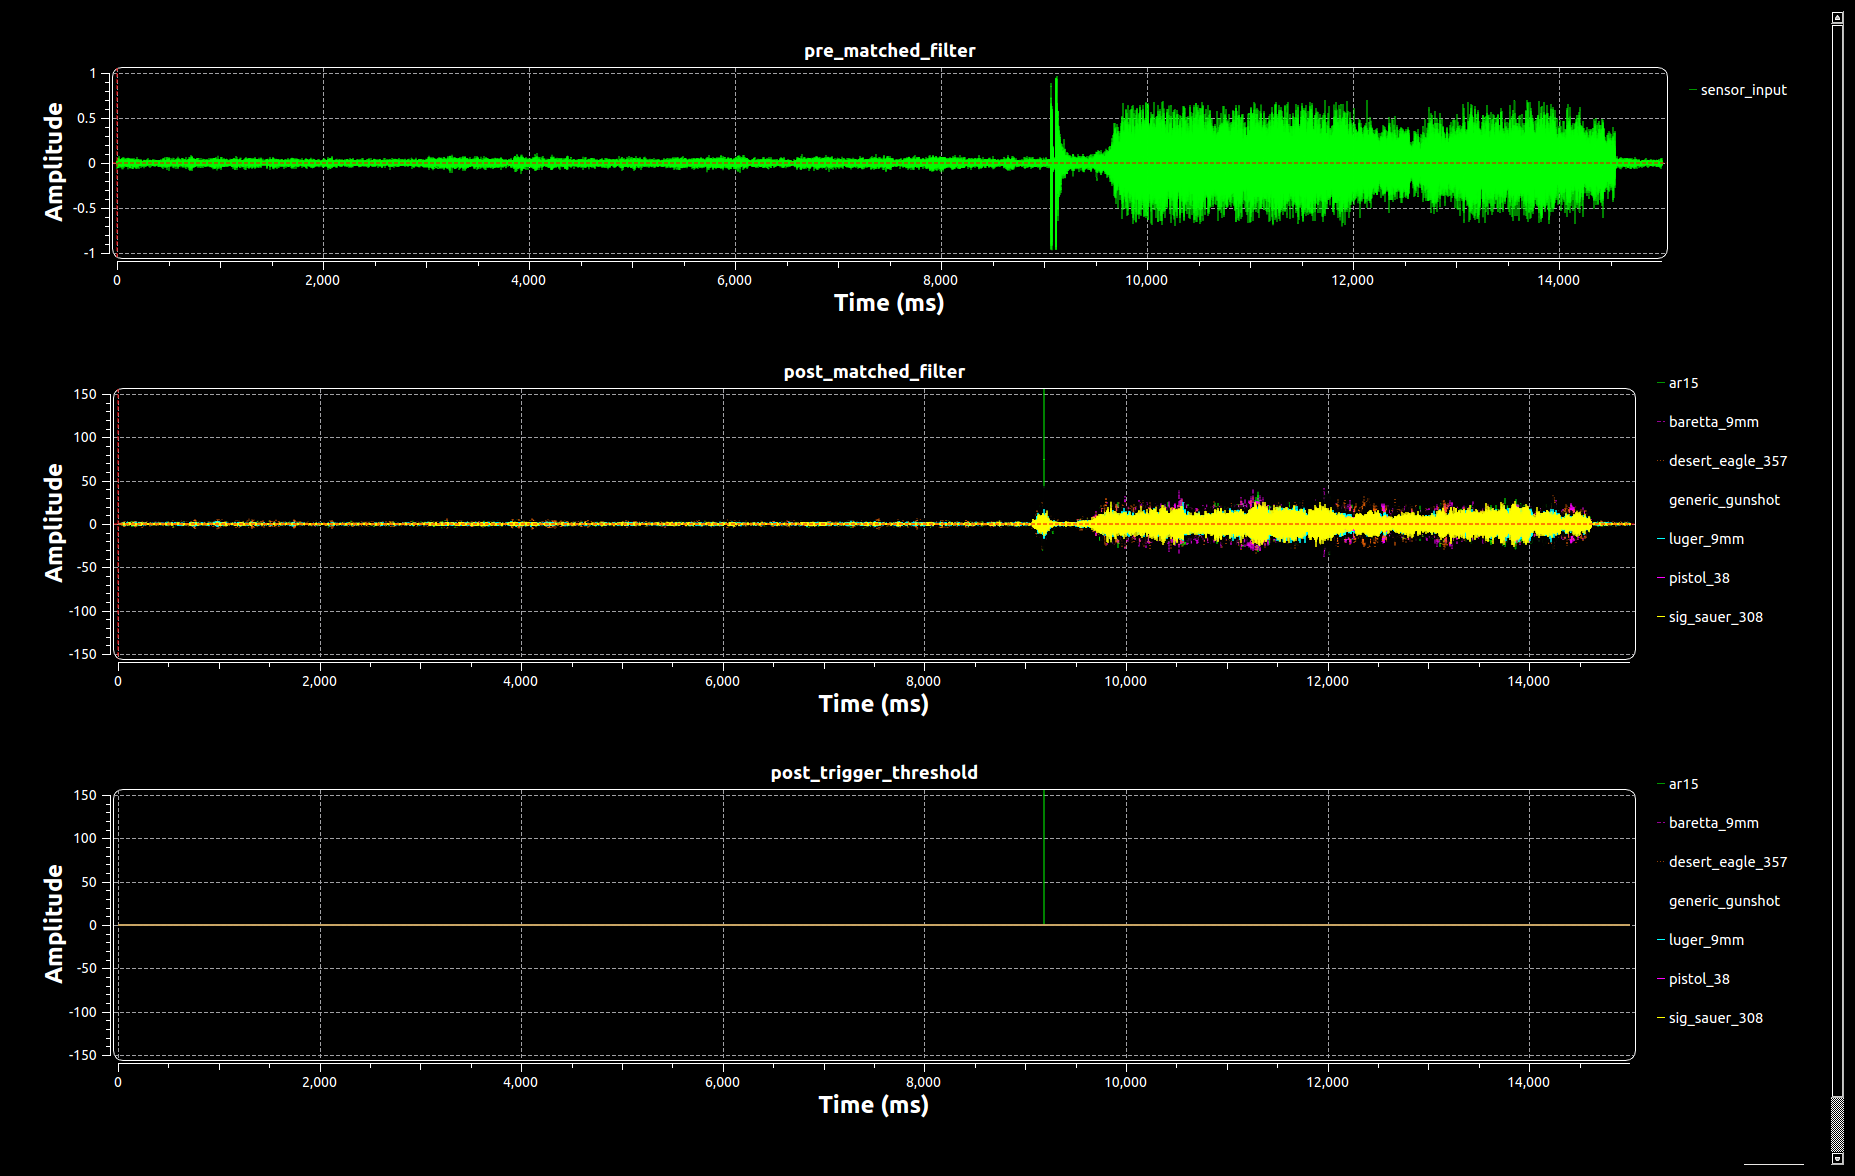 pre_matched_filter
Amplitude
1
0.5
0
-0.5
-1
0 2,000 4,000 6,000 8,000 10,000 12,000 14,000
Time (ms)
sensor_input
post_matched_filter
Amplitude
150
100
50
0
-50
-100
-150
0 2,000 4,000 6,000 8,000 10,000 12,000 14,000
Time (ms)
ar15
baretta_9mm
desert_eagle_357
generic_gunshot
luger_9mm
pistol_38
sig_sauer_308
post_trigger_threshold
Amplitude
150
100
50
0
-50
-100
-150
0 2,000 4,000 6,000 8,000 10,000 12,000 14,000
Time (ms)
ar15
baretta_9mm
desert_eagle_357
generic_gunshot
luger_9mm
pistol_38
sig_sauer_308